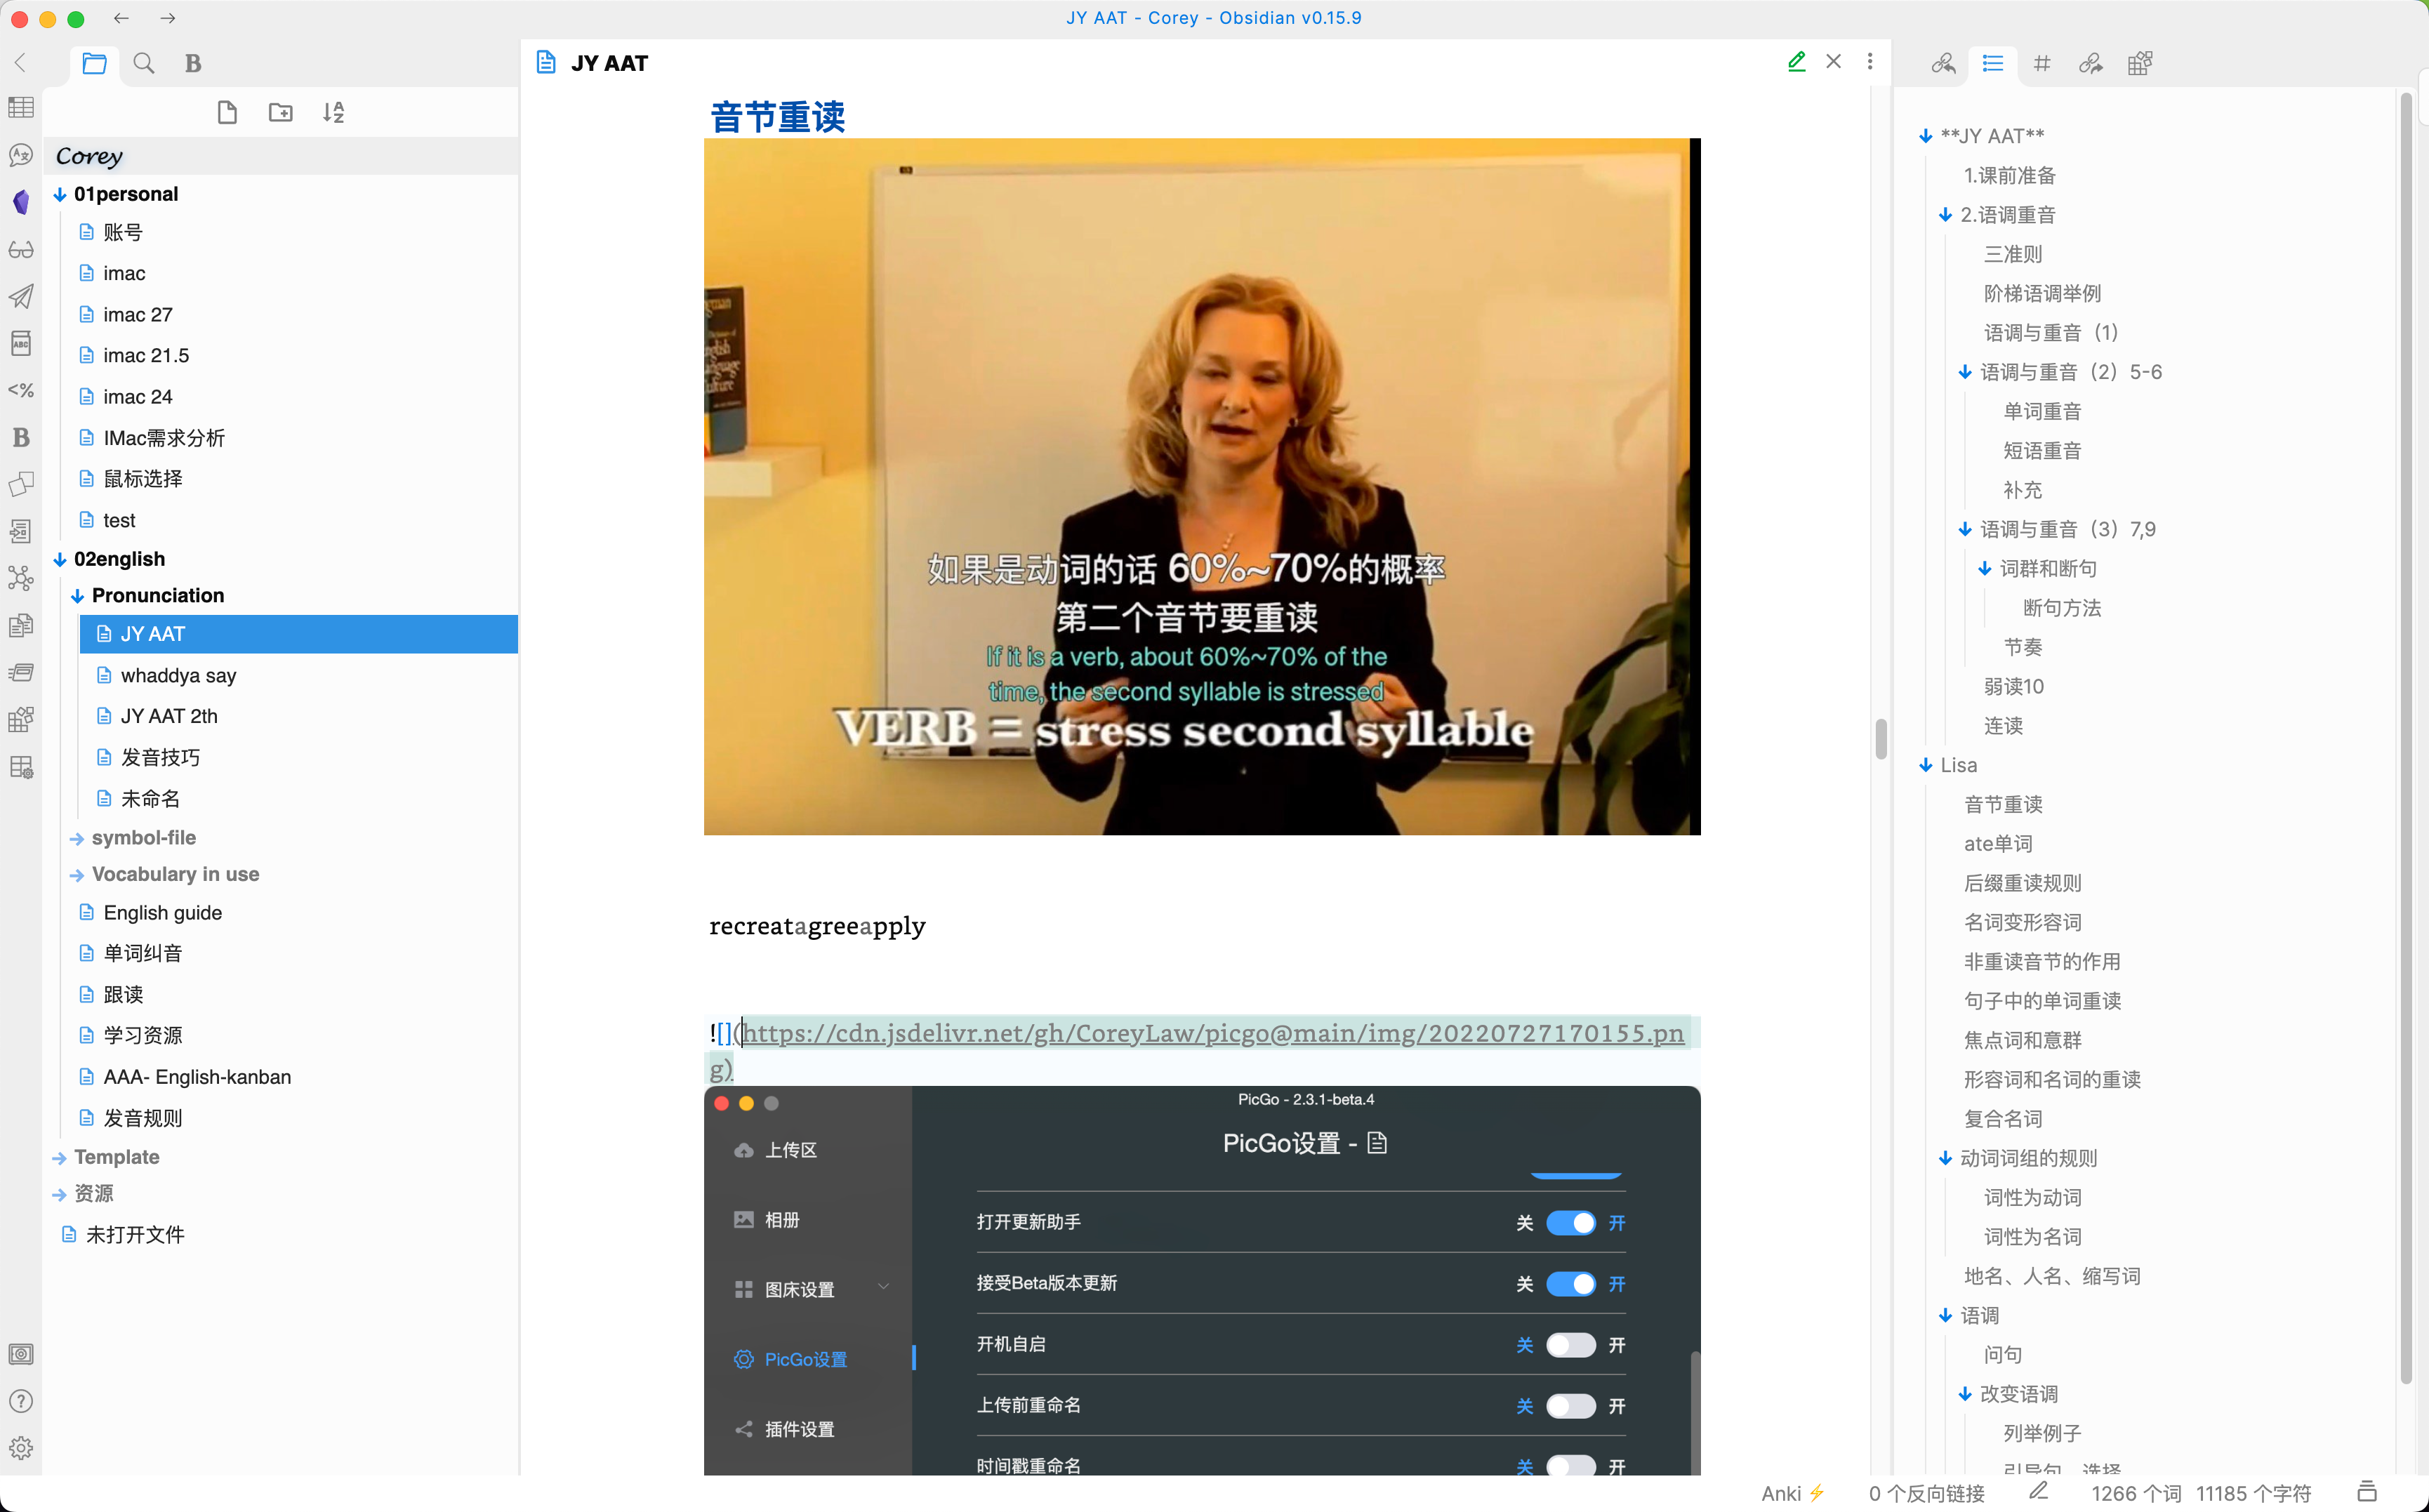 JY AAT - Corey - Obsidian v0.15.9
B
Corey
01personal
账号
imac
imac 27
imac 21.5
imac 24
IMac需求分析
鼠标选择
test
02english
Pronunciation
JY AAT
whaddya say
JY AAT 2th
发音技巧
未命名
symbol-file
Vocabulary in use
English guide
单词纠音
跟读
学习资源
AAA- English-kanban
发音规则
Template
资源
未打开文件
<%
B
ABC
JY AAT
音节重读
如果是动词的话 60%~70%的概率
第二个音节要重读
If it is a verb, about 60%~70% of the
time, the second syllable is stressed
VERB = stress second syllable
recreatagreeapply
![](https://cdn.jsdelivr.net/gh/CoreyLaw/picgo@main/img/20220727170155.pn
g)
PicGo - 2.3.1-beta.4
PicGo设置 -
上传区
相册
图床设置
PicGo设置
插件设置
打开更新助手 关 开
接受Beta版本更新 关 开
开机自启 关 开
上传前重命名 关 开
时间戳重命名 关 开
**JY AAT**
1.课前准备
2.语调重音
三准则
阶梯语调举例
语调与重音（1）
语调与重音（2）5-6
单词重音
短语重音
补充
语调与重音（3）7,9
词群和断句
断句方法
节奏
弱读10
连读
Lisa
音节重读
ate单词
后缀重读规则
名词变形容词
非重读音节的作用
句子中的单词重读
焦点词和意群
形容词和名词的重读
复合名词
动词词组的规则
词性为动词
词性为名词
地名、人名、缩写词
语调
问句
改变语调
列举例子
Anki
0 个反向链接
1266 个词 11185 个字符